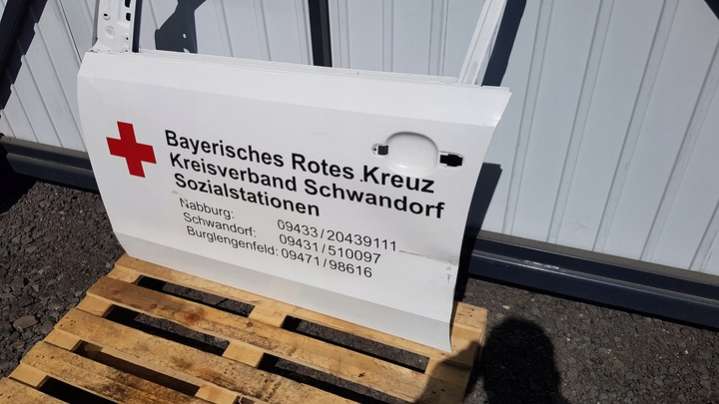 Bayerisches Rotes Kreuz
Kreisverband Schwandorf
Sozialstationen
Nabburg: 09433/20439111
Schwandorf: 09431/510097
Burglengenfeld: 09471/98616